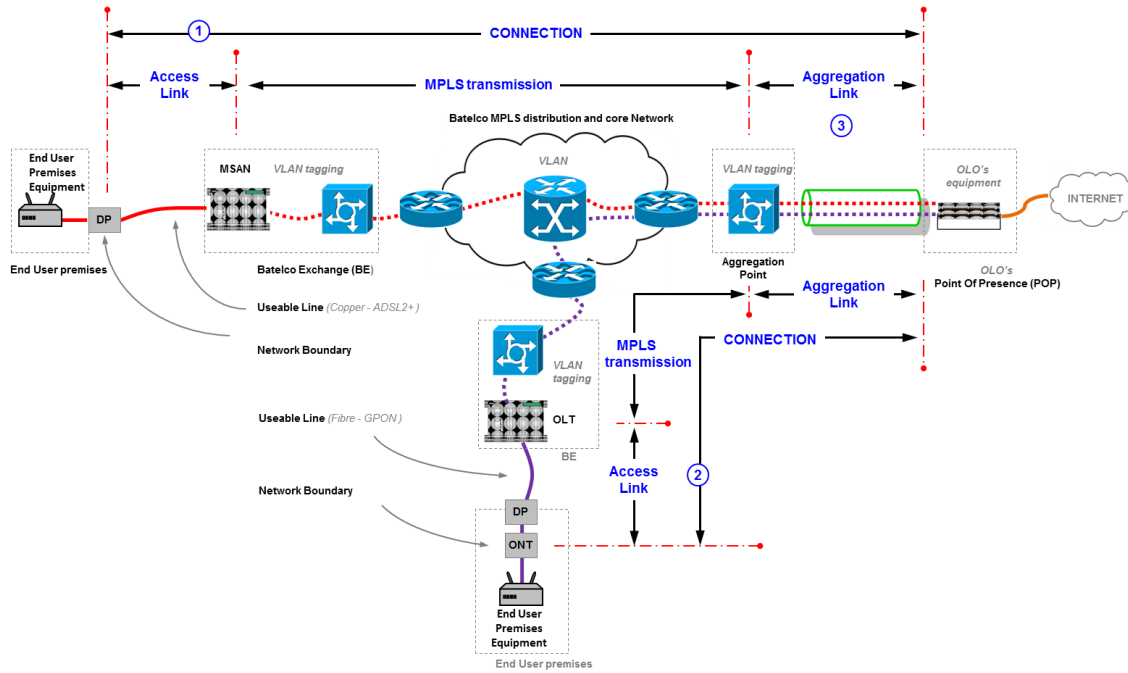 1
CONNECTION
Access
Link
MPLS transmission
Aggregation
Link
3
Batelco MPLS distribution and core Network
End User
Premises
Equipment
MSAN
VLAN tagging
VLAN
VLAN tagging
OLO's
equipment
INTERNET
DP
End User premises
Batelco Exchange (BE)
Aggregation
Point
OLO's
Point Of Presence (POP)
Useable Line (Copper - ADSL2+)
Aggregation
Link
Network Boundary
MPLS
transmission
CONNECTION
VLAN
tagging
Useable Line (Fibre - GPON)
OLT
BE
Access
Link
2
Network Boundary
DP
ONT
End User
Premises
Equipment
End User premises